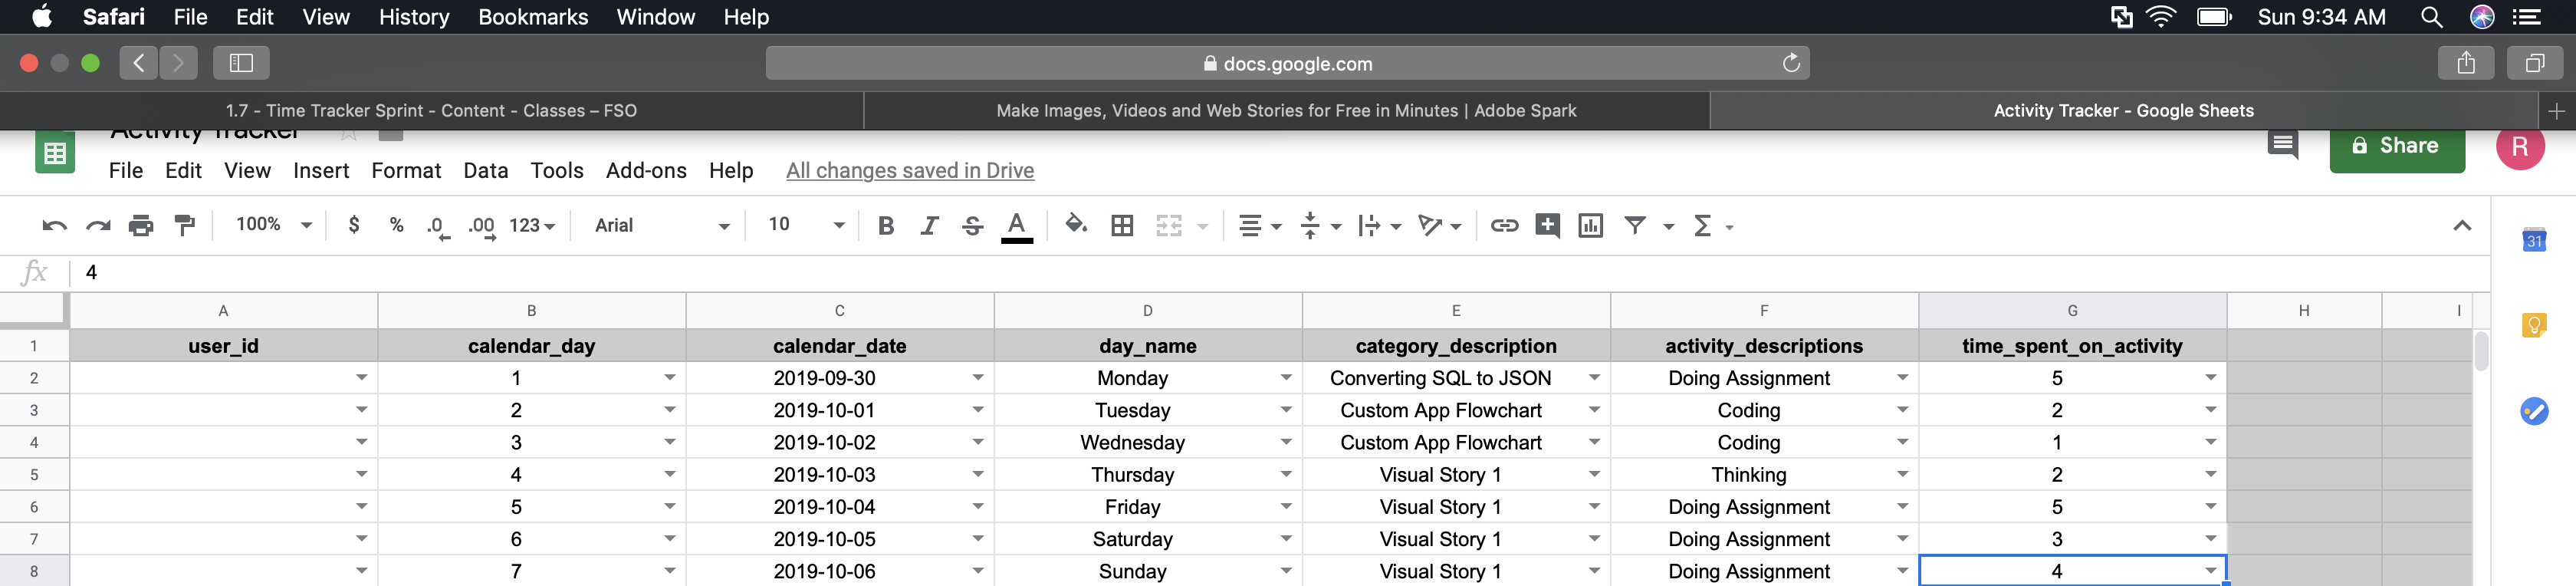 Safari File Edit View History Bookmarks Window Help Sun 9:34 AM
docs.google.com
1.7 - Time Tracker Sprint - Content - Classes – FSO Make Images, Videos and Web Stories for Free in Minutes | Adobe Spark Activity Tracker - Google Sheets
Activity Tracker
File Edit View Insert Format Data Tools Add-ons Help All changes saved in Drive Share R
100% $ % .0 .00 123 Arial 10 B I S A Σ 31
fx 4
A B C D E F G H I
1 user_id calendar_day calendar_date day_name category_description activity_descriptions time_spent_on_activity
2 1 2019-09-30 Monday Converting SQL to JSON Doing Assignment 5
3 2 2019-10-01 Tuesday Custom App Flowchart Coding 2
4 3 2019-10-02 Wednesday Custom App Flowchart Coding 1
5 4 2019-10-03 Thursday Visual Story 1 Thinking 2
6 5 2019-10-04 Friday Visual Story 1 Doing Assignment 5
7 6 2019-10-05 Saturday Visual Story 1 Doing Assignment 3
8 7 2019-10-06 Sunday Visual Story 1 Doing Assignment 4